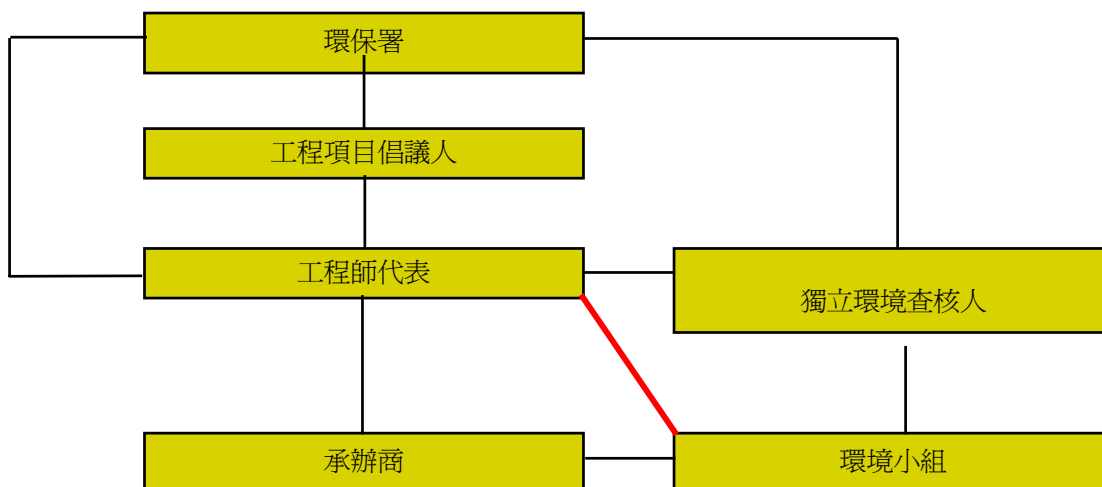 環保署
工程項目倡議人
工程師代表
獨立環境查核人
承辦商
環境小組